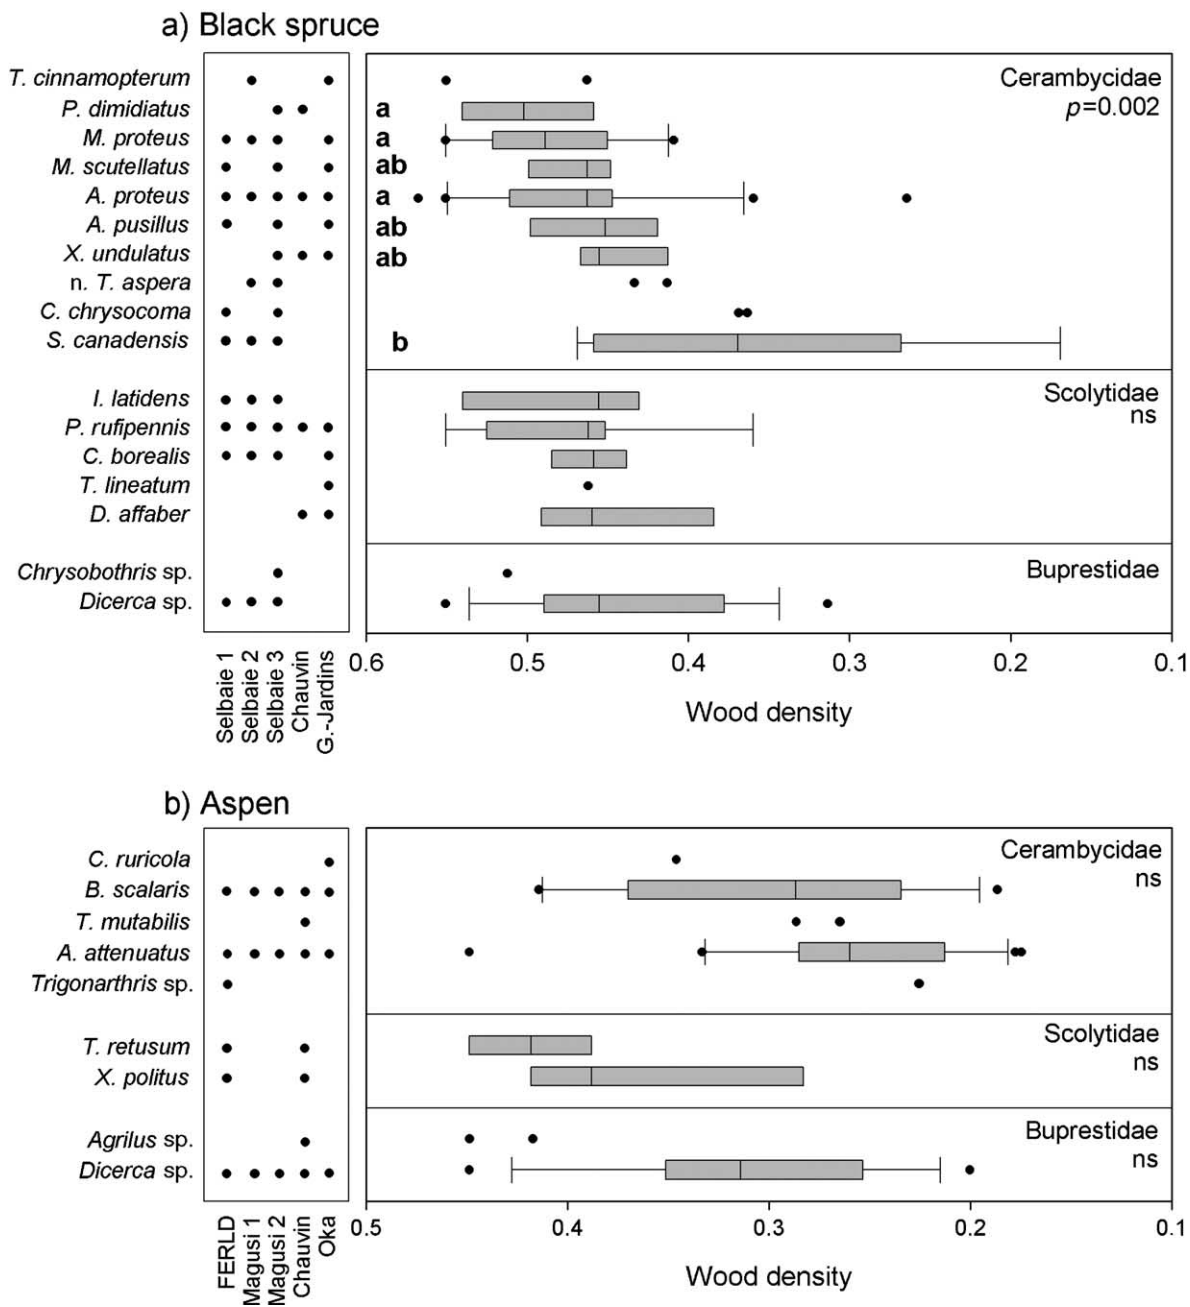 a) Black spruce
T. cinnamopterum
P. dimidiatus
M. proteus
M. scutellatus
A. proteus
A. pusillus
X. undulatus
n. T. aspera
C. chrysocoma
S. canadensis
I. latidens
P. rufipennis
C. borealis
T. lineatum
D. affaber
Chrysobothris sp.
Dicerca sp.
Selbaie 1
Selbaie 2
Selbaie 3
Chauvin
G.-Jardins
a
a
ab
a
ab
ab
b
Cerambycidae
p=0.002
Scolytidae
ns
Buprestidae
0.6 0.5 0.4 0.3 0.2 0.1
Wood density
b) Aspen
C. ruricola
B. scalaris
T. mutabilis
A. attenuatus
Trigonarthris sp.
T. retusum
X. politus
Agrilus sp.
Dicerca sp.
FERLD
Magusi 1
Magusi 2
Chauvin
Oka
Cerambycidae
ns
Scolytidae
ns
Buprestidae
ns
0.5 0.4 0.3 0.2 0.1
Wood density